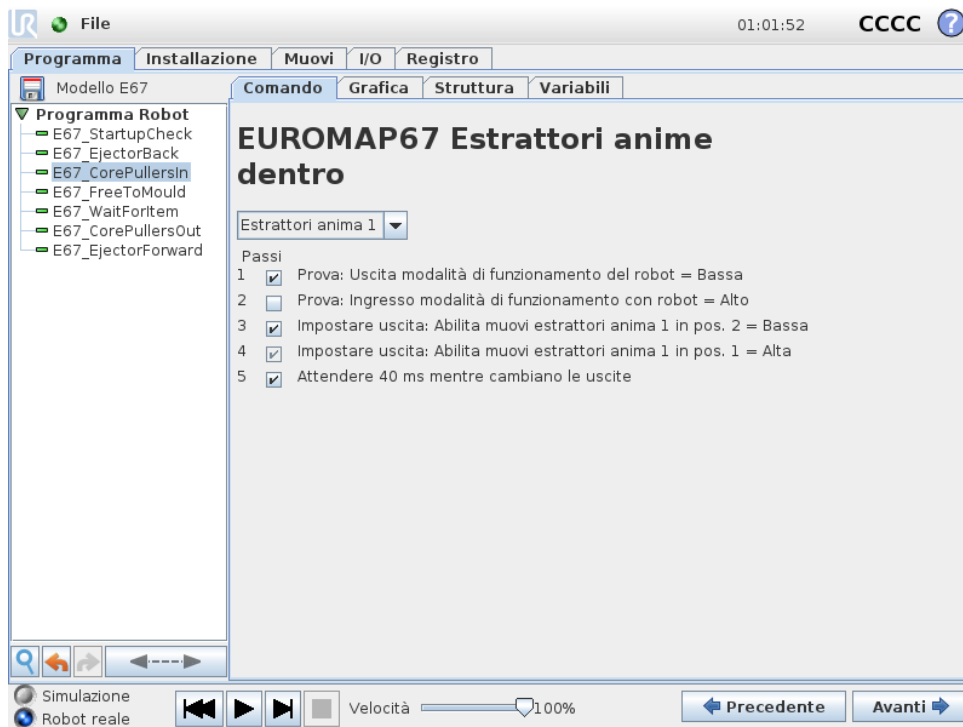 UR File 01:01:52 CCCC ?
Programma Installazione Muovi I/O Registro
Modello E67 Comando Grafica Struttura Variabili
Programma Robot
E67_StartupCheck
E67_EjectorBack
E67_CorePullersIn
E67_FreeToMould
E67_WaitForItem
E67_CorePullersOut
E67_EjectorForward
EUROMAP67 Estrattori anime
dentro
Estrattori anima 1
Passi
1 Prova: Uscita modalità di funzionamento del robot = Bassa
2 Prova: Ingresso modalità di funzionamento con robot = Alto
3 Impostare uscita: Abilita muovi estrattori anima 1 in pos. 2 = Bassa
4 Impostare uscita: Abilita muovi estrattori anima 1 in pos. 1 = Alta
5 Attendere 40 ms mentre cambiano le uscite
Simulazione
Robot reale
Velocità 100% Precedente Avanti